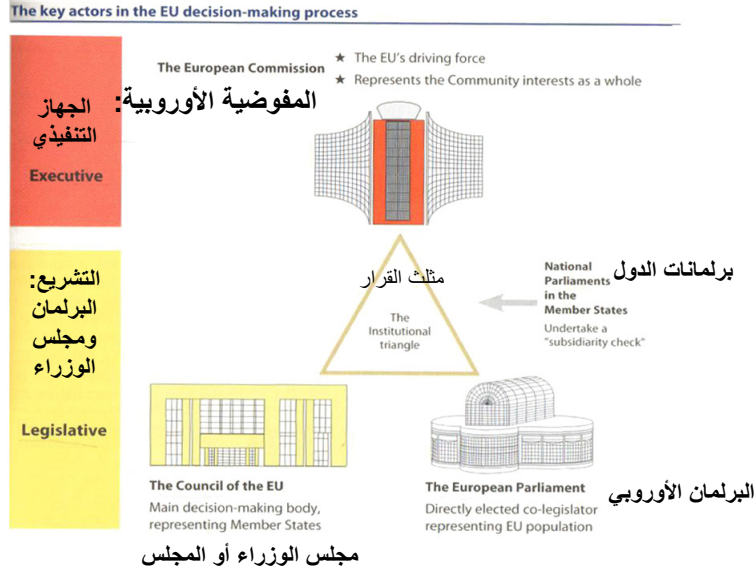 The key actors in the EU decision-making process
The European Commission
★ The EU's driving force
★ Represents the Community interests as a whole
المفوضية الأوروبية:
الجهاز
التنفيذي
Executive
التشريع:
البرلمان
ومجلس
الوزراء
Legislative
مثلث القرار
The
Institutional
triangle
National
Parliaments
in the
Member States
برلمانات الدول
Undertake a
"subsidiarity check"
The Council of the EU
Main decision-making body,
representing Member States
مجلس الوزراء أو المجلس
The European Parliament
البرلمان الأوروبي
Directly elected co-legislator
representing EU population